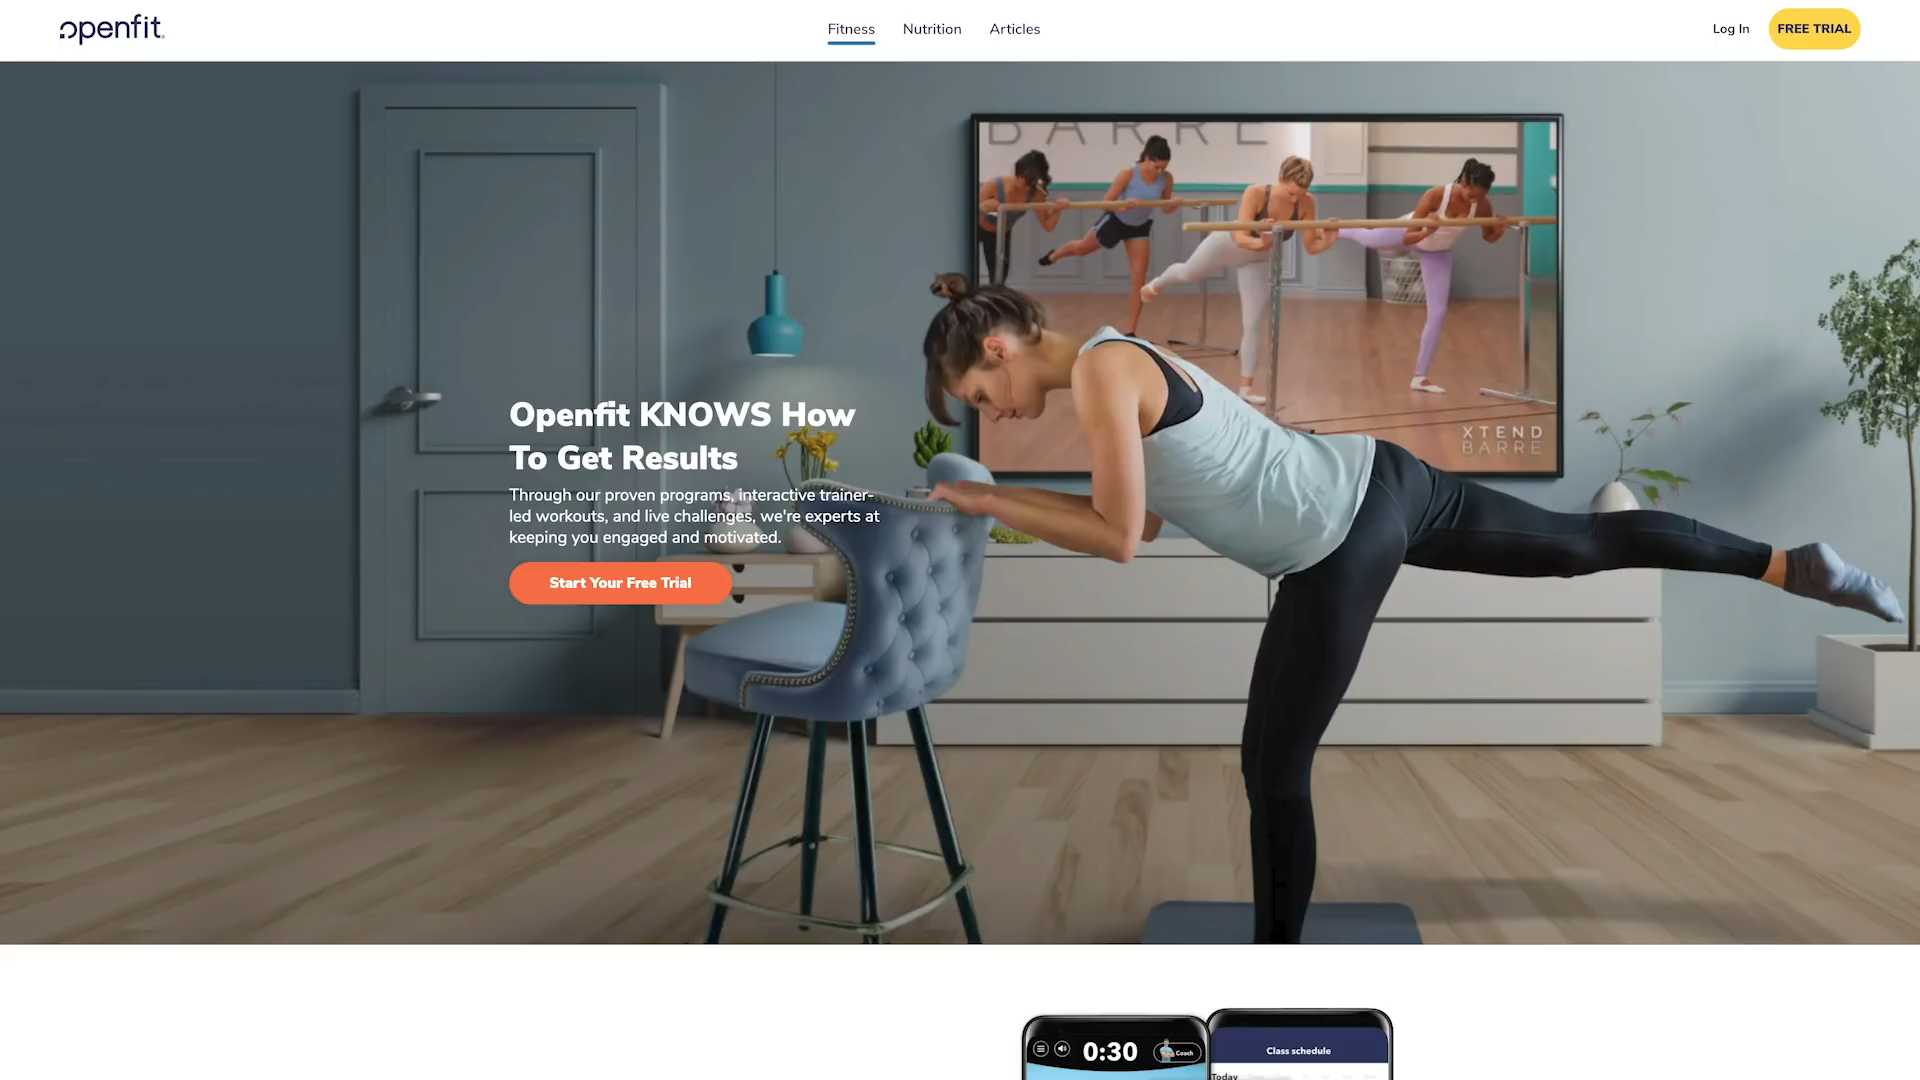 openfit
Fitness Nutrition Articles
Log In FREE TRIAL
BARRE
Openfit KNOWS How
To Get Results
Through our proven programs, interactive trainer-
led workouts, and live challenges, we're experts at
keeping you engaged and motivated.
Start Your Free Trial
XTEND
BARRE
0:30
Coach
Class schedule
Today